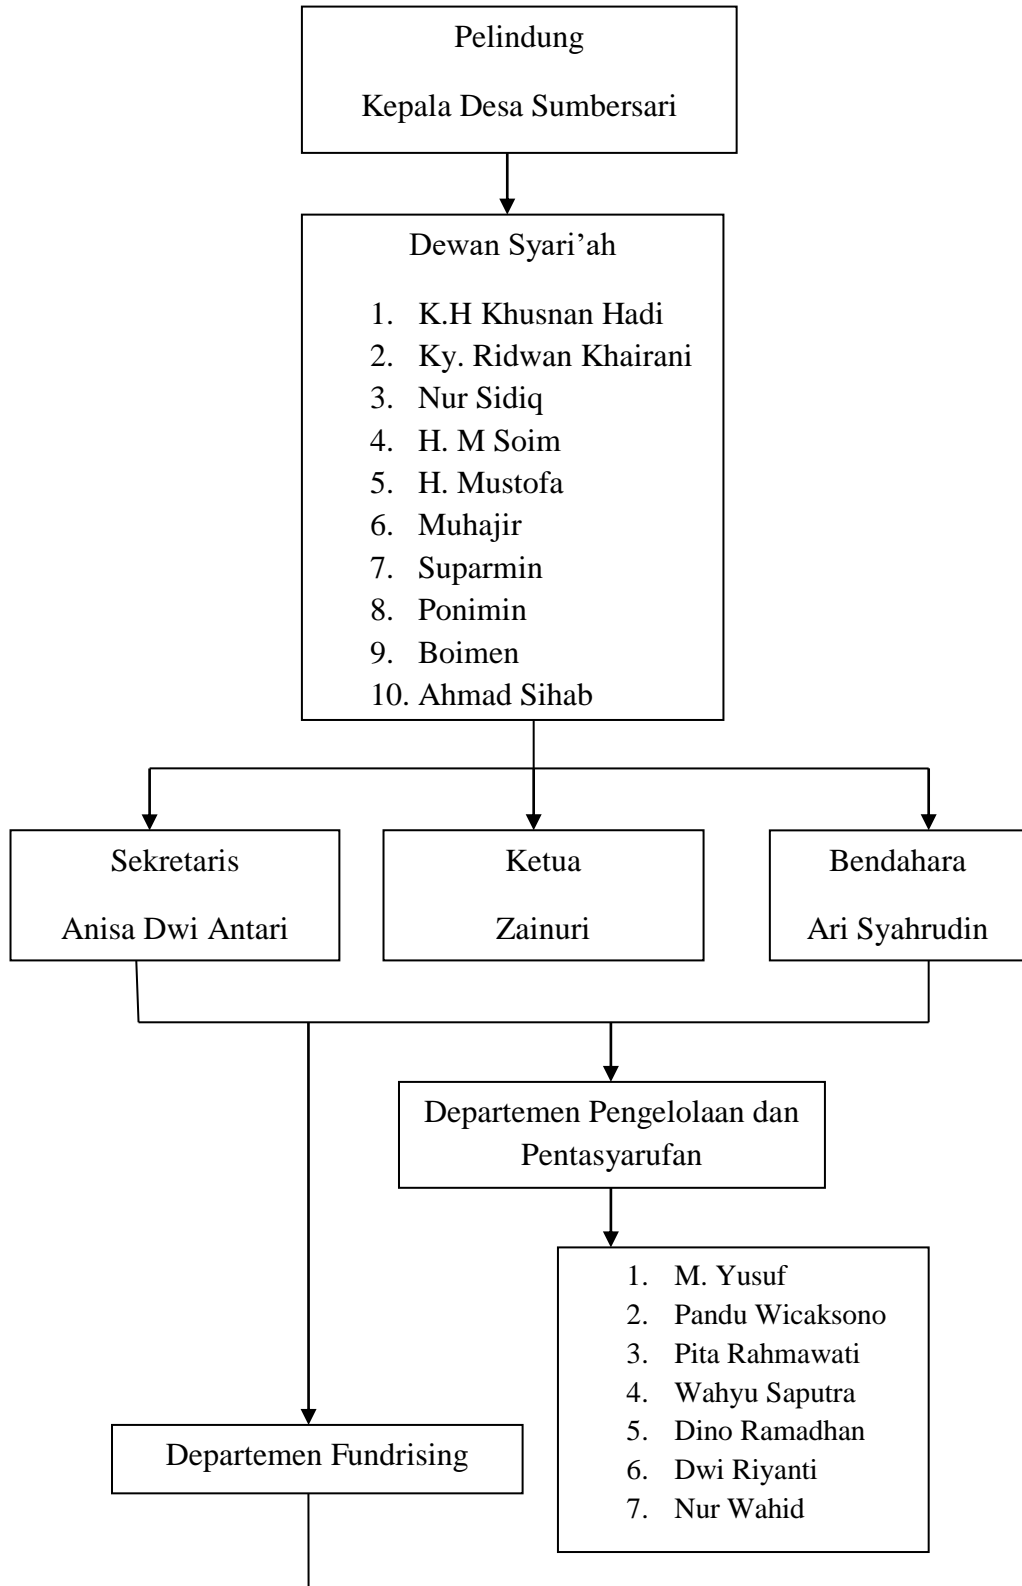 Pelindung
Kepala Desa Sumbersari
Dewan Syari’ah
1. K.H Khusnan Hadi
2. Ky. Ridwan Khairani
3. Nur Sidiq
4. H. M Soim
5. H. Mustofa
6. Muhajir
7. Suparmin
8. Ponimin
9. Boimen
10. Ahmad Sihab
Sekretaris
Anisa Dwi Antari
Ketua
Zainuri
Bendahara
Ari Syahrudin
Departemen Pengelolaan dan
Pentasyarufan
1. M. Yusuf
2. Pandu Wicaksono
3. Pita Rahmawati
4. Wahyu Saputra
5. Dino Ramadhan
6. Dwi Riyanti
7. Nur Wahid
Departemen Fundrising